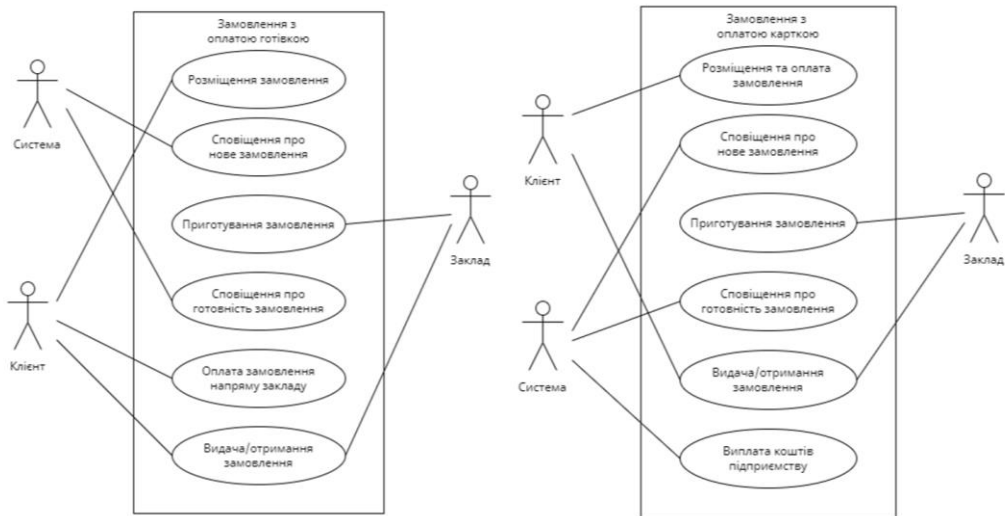 Замовлення з
оплатою готівкою
Розміщення замовлення
Система
Сповіщення про
нове замовлення
Приготування замовлення
Заклад
Сповіщення про
готовність замовлення
Клієнт
Оплата замовлення
напряму закладу
Видача/отримання
замовлення
Замовлення з
оплатою карткою
Розміщення та оплата
замовлення
Клієнт
Сповіщення про
нове замовлення
Приготування замовлення
Заклад
Сповіщення про
готовність замовлення
Система
Видача/отримання
замовлення
Виплата коштів
підприємству